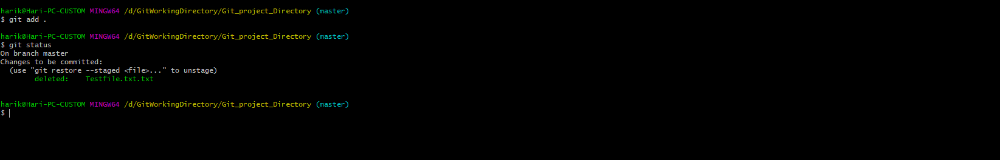 harik@Hari-PC-CUSTOM MINGW64 /d/GitWorkingDirectory/Git_project_Directory (master)
$ git add .
harik@Hari-PC-CUSTOM MINGW64 /d/GitWorkingDirectory/Git_project_Directory (master)
$ git status
On branch master
Changes to be committed:
  (use "git restore --staged <file>..." to unstage)
        deleted:    Testfile.txt.txt
harik@Hari-PC-CUSTOM MINGW64 /d/GitWorkingDirectory/Git_project_Directory (master)
$